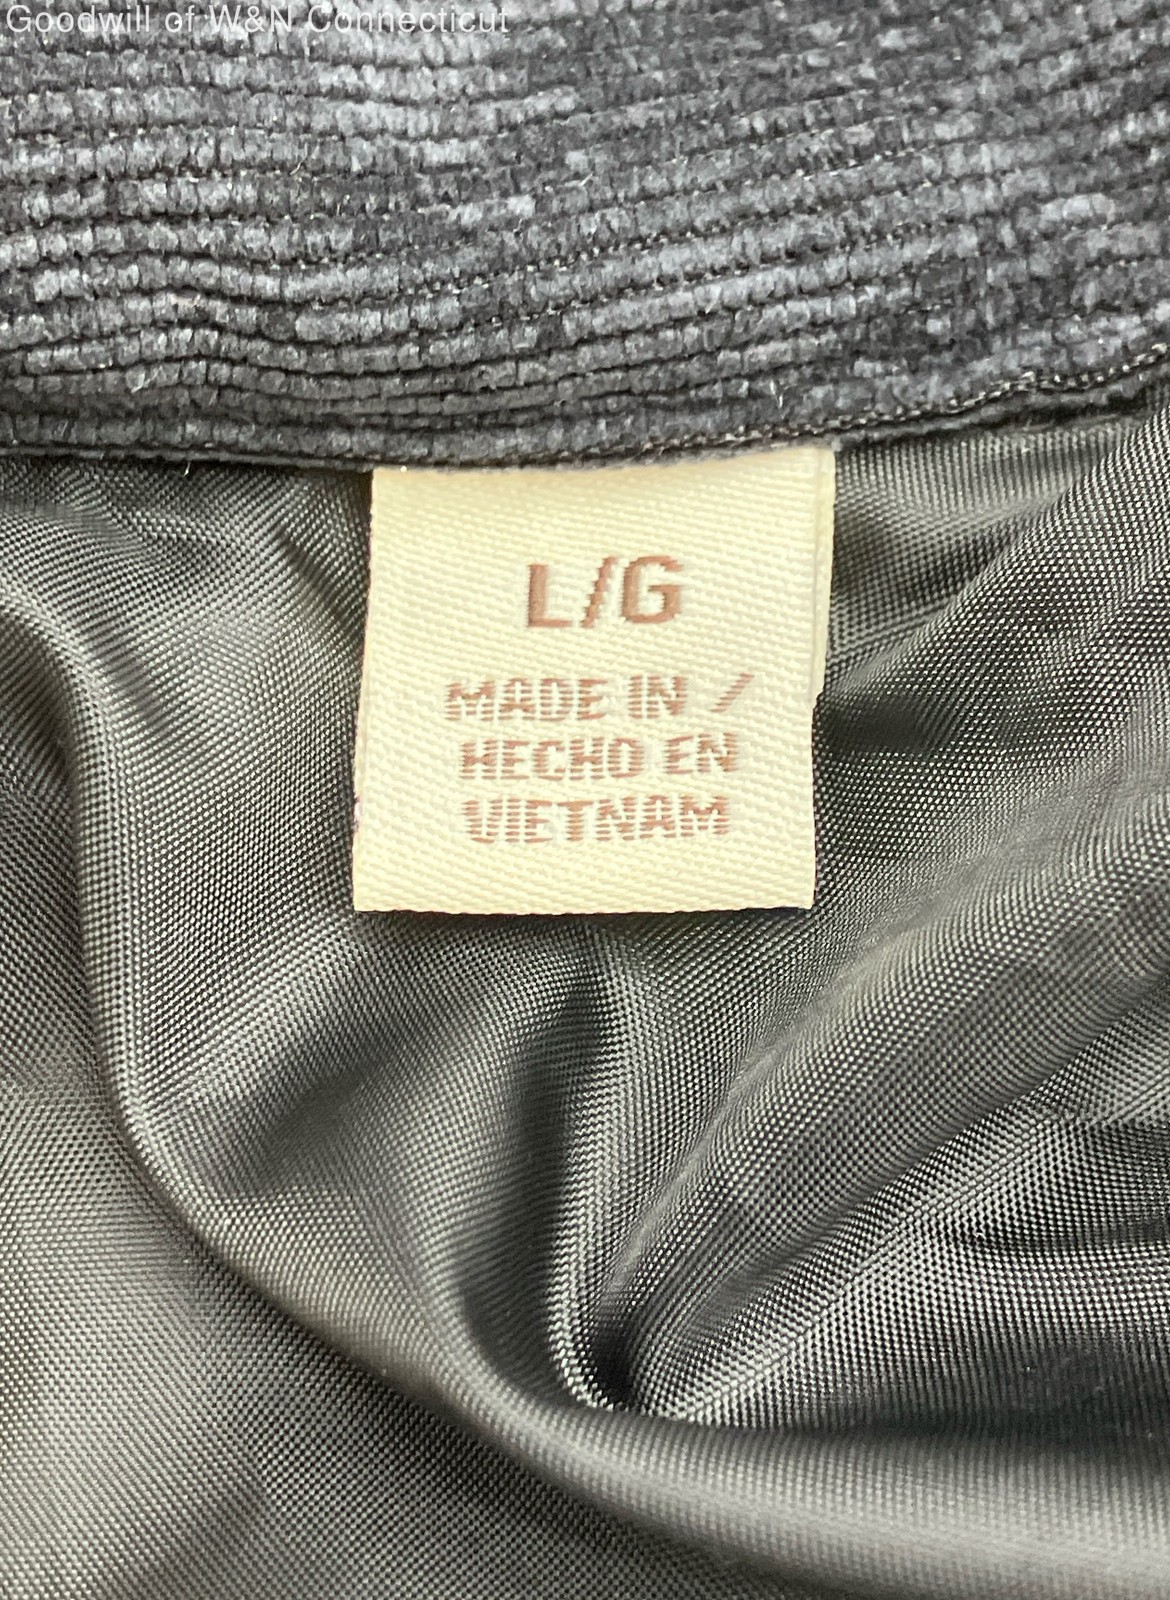 Goodwill of W&N Connecticut
L/G
MADE IN /
HECHO EN
VIETNAM